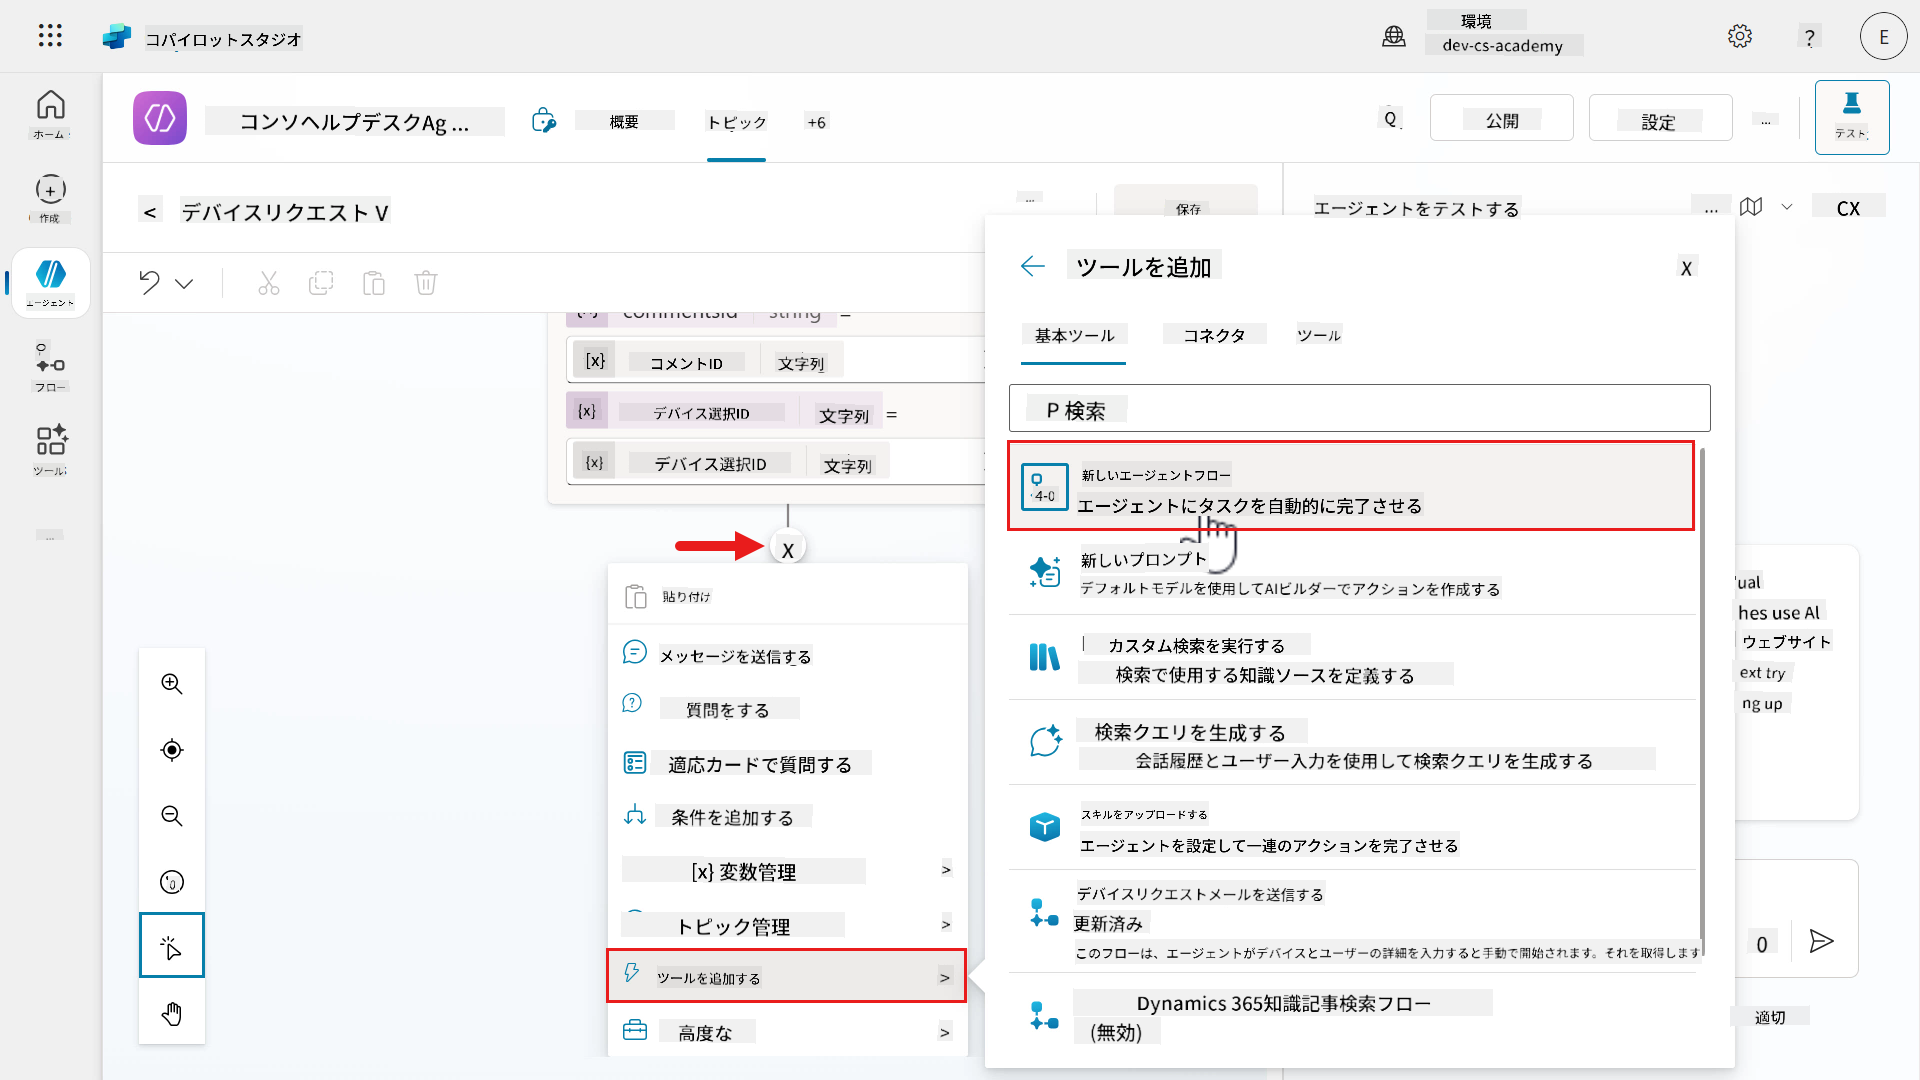 コパイロットスタジオ
環境
dev-cs-academy
?
E
ホーム
作成
エージェント
フロー
ツール
...
コンソヘルプデスクAg ...
概要
トピック
+6
Q
公開
設定
...
テスト
< デバイスリクエスト V
...
保存
エージェントをテストする
...
CX
commentsId string =
[x} コメントID 文字列
{x} デバイス選択ID 文字列 =
{x} デバイス選択ID 文字列
X
貼り付け
メッセージを送信する
質問をする
適応カードで質問する
条件を追加する
[x} 変数管理 >
トピック管理 >
ツールを追加する >
高度な >
ツールを追加
X
基本ツール
コネクタ
ツール
P 検索
4-0
新しいエージェントフロー
エージェントにタスクを自動的に完了させる
新しいプロンプト
デフォルトモデルを使用してAIビルダーでアクションを作成する
カスタム検索を実行する
検索で使用する知識ソースを定義する
検索クエリを生成する
会話履歴とユーザー入力を使用して検索クエリを生成する
スキルをアップロードする
エージェントを設定して一連のアクションを完了させる
デバイスリクエストメールを送信する
更新済み
このフローは、エージェントがデバイスとユーザーの詳細を入力すると手動で開始されます。それを取得します
Dynamics 365知識記事検索フロー
(無効)
ual
hes use Al
ウェブサイト
ext try
ng up
0
適切